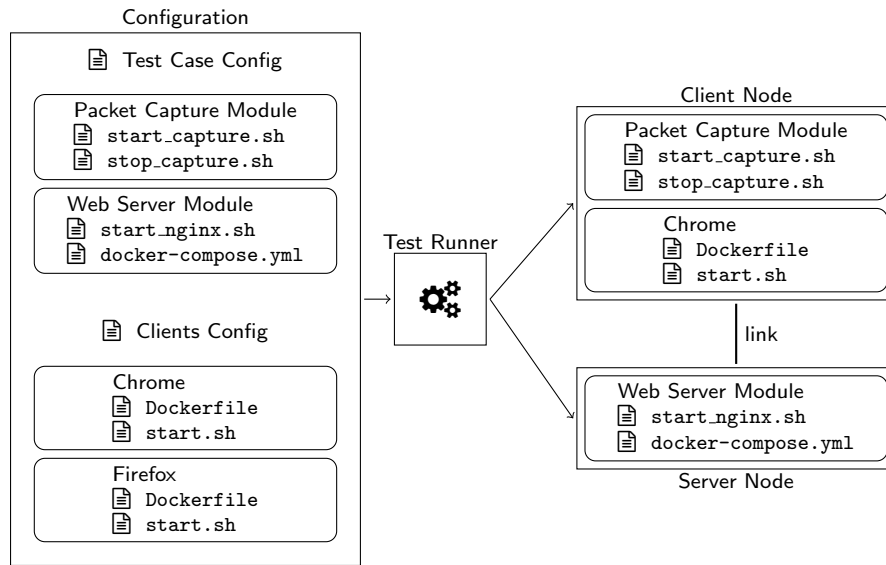 Configuration
Test Case Config
Packet Capture Module
start_capture.sh
stop_capture.sh
Web Server Module
start_nginx.sh
docker-compose.yml
Clients Config
Chrome
Dockerfile
start.sh
Firefox
Dockerfile
start.sh
Test Runner
Client Node
Packet Capture Module
start_capture.sh
stop_capture.sh
Chrome
Dockerfile
start.sh
link
Web Server Module
start_nginx.sh
docker-compose.yml
Server Node